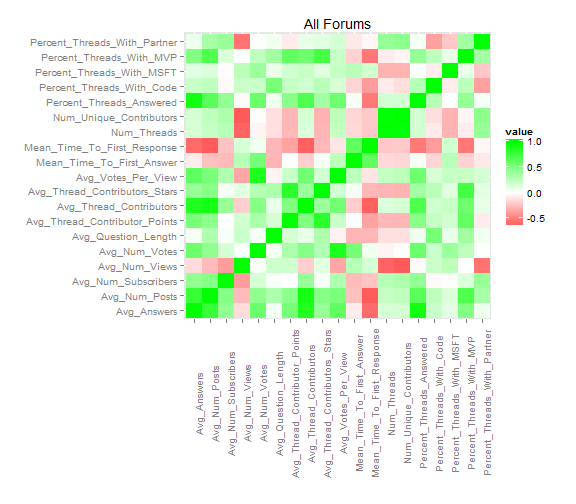 All Forums
Percent_Threads_With_Partner
Percent_Threads_With_MVP
Percent_Threads_With_MSFT
Percent_Threads_With_Code
Percent_Threads_Answered
Num_Unique_Contributors
Num_Threads
Mean_Time_To_First_Response
Mean_Time_To_First_Answer
Avg_Votes_Per_View
Avg_Thread_Contributors_Stars
Avg_Thread_Contributors
Avg_Thread_Contributor_Points
Avg_Question_Length
Avg_Num_Votes
Avg_Num_Views
Avg_Num_Subscribers
Avg_Num_Posts
Avg_Answers
value
1.0
0.5
0.0
-0.5
Avg_Answers
Avg_Num_Posts
Avg_Num_Subscribers
Avg_Num_Views
Avg_Num_Votes
Avg_Question_Length
Avg_Thread_Contributor_Points
Avg_Thread_Contributors
Avg_Thread_Contributors_Stars
Avg_Votes_Per_View
Mean_Time_To_First_Answer
Mean_Time_To_First_Response
Num_Threads
Num_Unique_Contributors
Percent_Threads_Answered
Percent_Threads_With_Code
Percent_Threads_With_MSFT
Percent_Threads_With_MVP
Percent_Threads_With_Partner